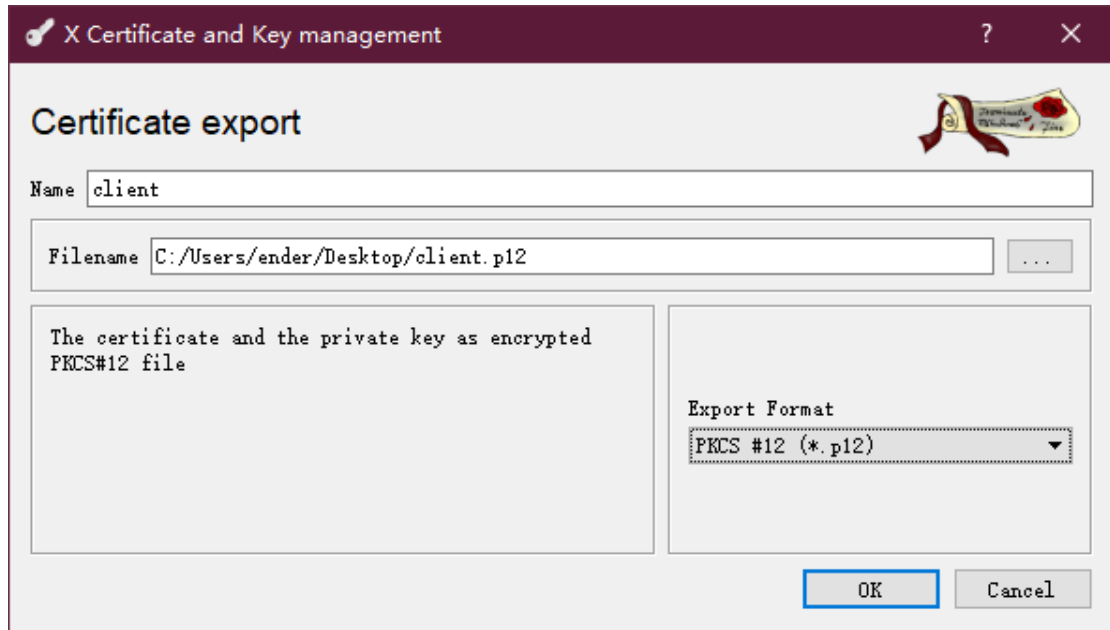 X Certificate and Key management
?
Certificate export
Name client
Filename C:/Users/ender/Desktop/client.p12
...
The certificate and the private key as encrypted
PKCS#12 file
Export Format
PKCS #12 (*.p12)
OK
Cancel